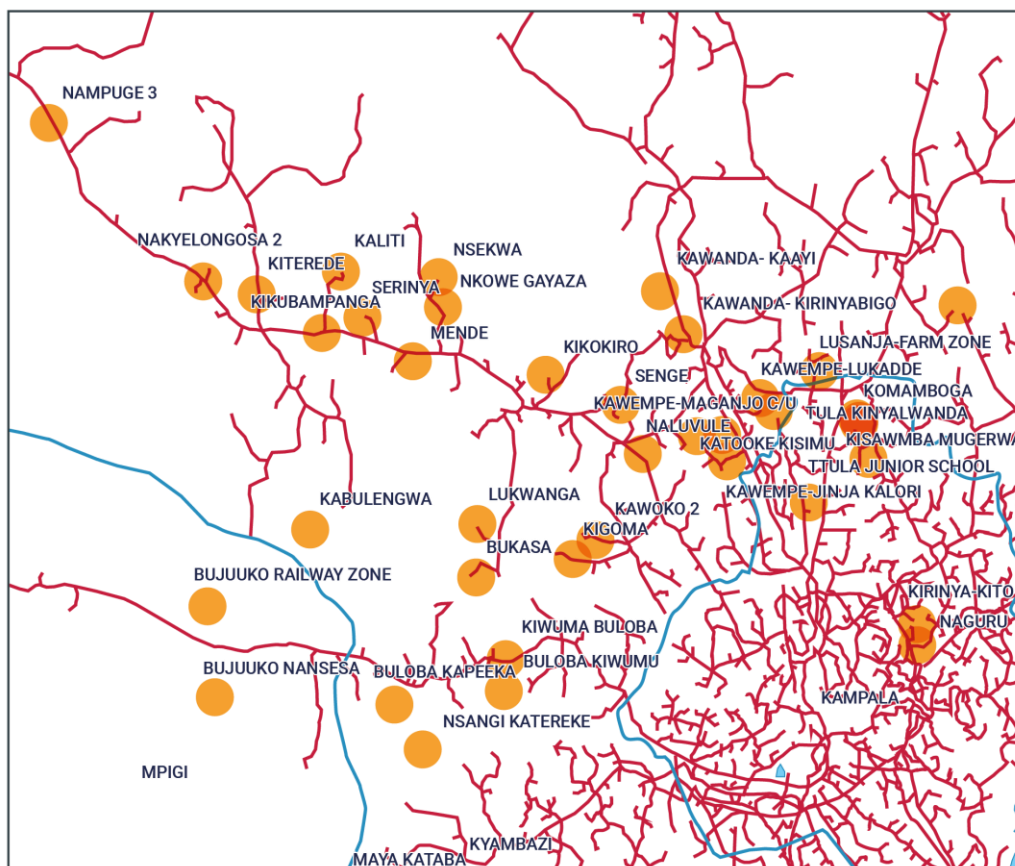 NAMPUGE 3
NAKYELONGOSA 2
KALITI
NSEKWA
KAWANDA- KAAYI
KITEREDE
SERINYA
NKOWE GAYAZA
KIKUBAMPANGA
KAWANDA- KIRINYABIGO
MENDE
KIKOKIRO
LUSANJA-FARM ZONE
SENGE
KAWEMPE-LUKADDE
KOMAMBOGA
KAWEMPE-MAGANJO C/U
TULA KINYALWANDA
NALUVULE
KATOOKE KISIMU
KISAWMBA MUGERWA
TTULA JUNIOR SCHOOL
KABULENGWA
LUKWANGA
KAWEMPE-JINJA KALORI
KAWOKO 2
KIGOMA
BUKASA
BUJUUKO RAILWAY ZONE
KIRINYA-KITO
KIWUMA BULOBA
NAGURU
BUJUUKO NANSESA
BULOBA KAPEEKA
BULOBA KIWUMU
KAMPALA
NSANGI KATEREKE
MPIGI
KYAMBAZI
MAYA KATABA